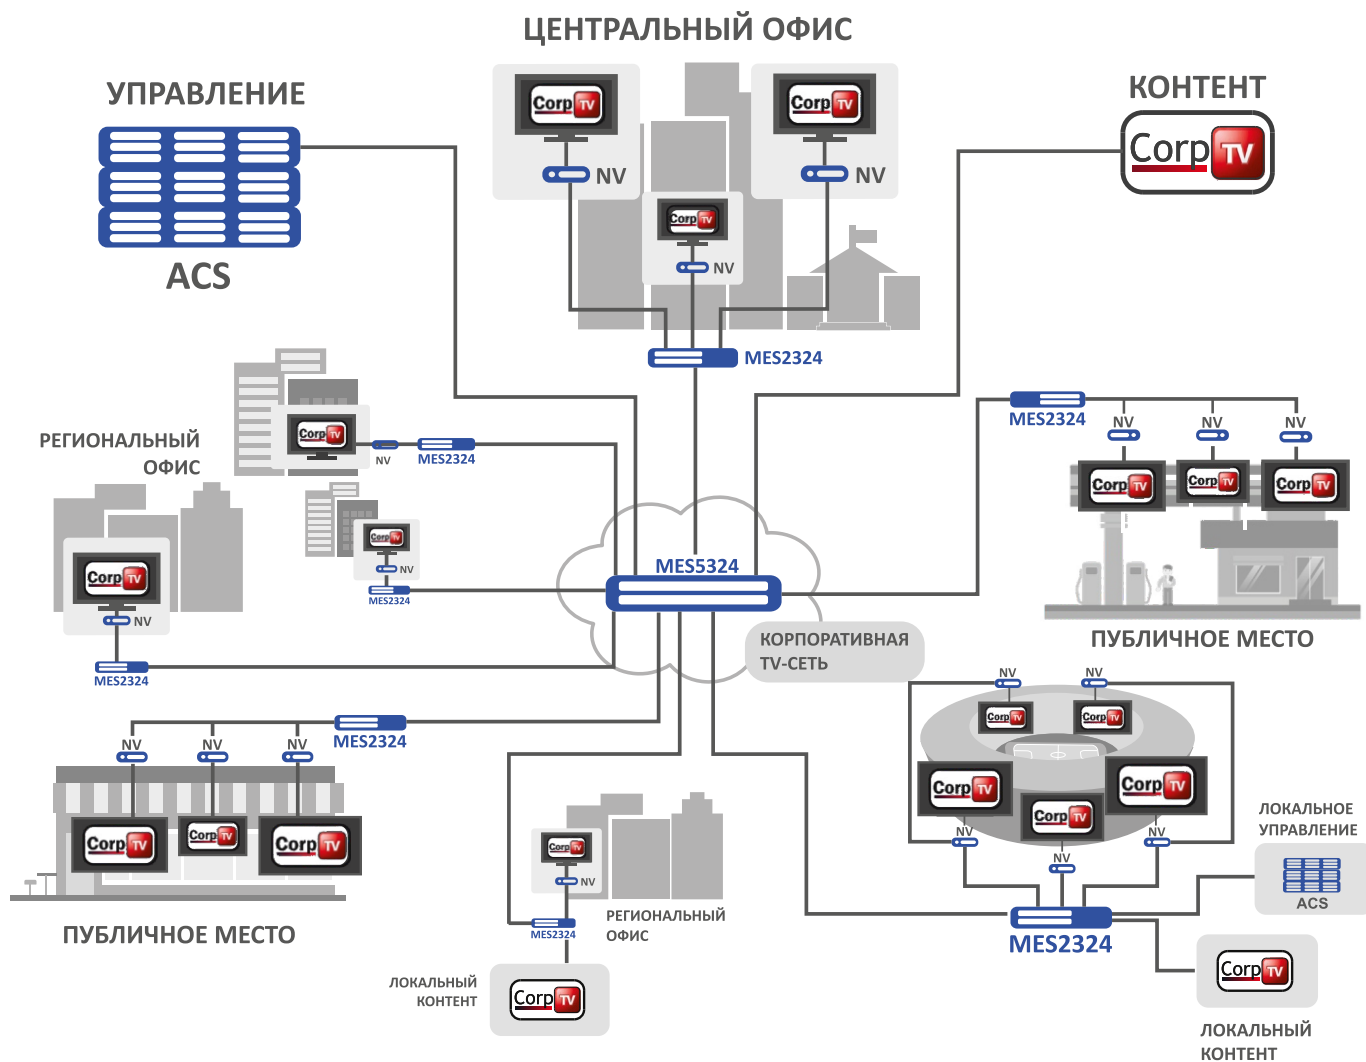 ЦЕНТРАЛЬНЫЙ ОФИС
УПРАВЛЕНИЕ
ACS
КОНТЕНТ
Corp TV
Corp TV
NV
Corp TV
NV
Corp TV
NV
MES2324
РЕГИОНАЛЬНЫЙ
ОФИС
Corp TV
NV
MES2324
Corp TV
NV
MES2324
Corp TV
NV
MES2324
MES2324
NV
NV
NV
Corp TV
Corp TV
Corp TV
ПУБЛИЧНОЕ МЕСТО
MES5324
КОРПОРАТИВНАЯ
TV-СЕТЬ
MES2324
NV
NV
NV
Corp TV
Corp TV
Corp TV
ПУБЛИЧНОЕ МЕСТО
Corp TV
NV
MES2324
РЕГИОНАЛЬНЫЙ
ОФИС
ЛОКАЛЬНЫЙ
КОНТЕНТ
Corp TV
NV
NV
Corp TV
Corp TV
Corp TV
Corp TV
Corp TV
NV
NV
NV
MES2324
ЛОКАЛЬНОЕ
УПРАВЛЕНИЕ
ACS
Corp TV
ЛОКАЛЬНЫЙ
КОНТЕНТ